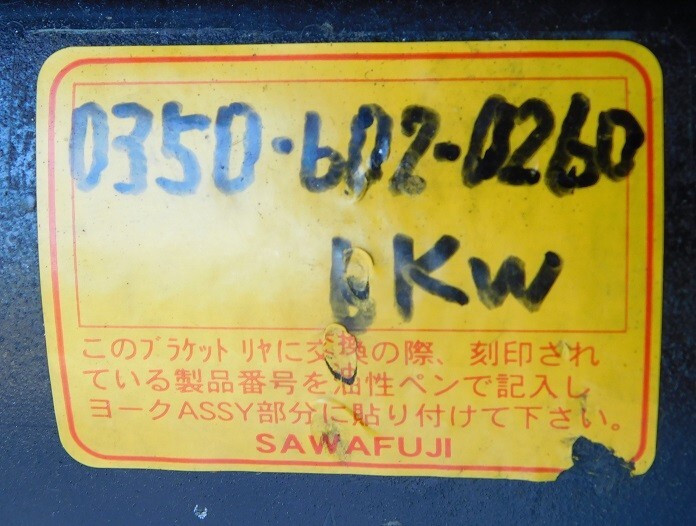 0350-602-0260
6KW
このブラケット リヤに交換の際、刻印され
ている製品番号を油性ペンで記入し
ヨークASSY部分に貼り付けて下さい。
SAWAFUJI